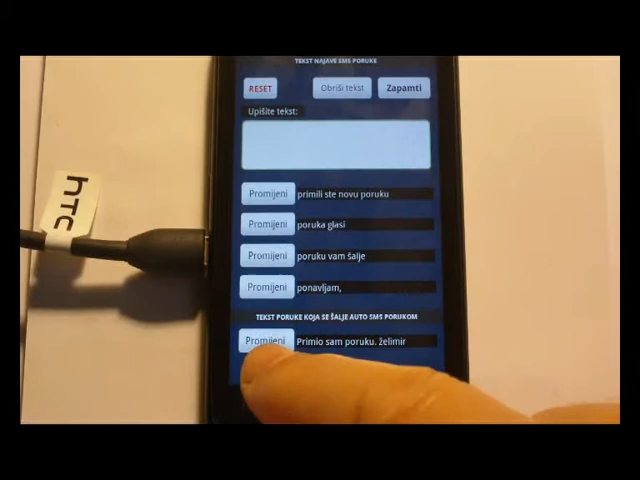 TEKST NAJAVE SMS PORUKE
RESET
Obriši tekst
Zapamti
Upišite tekst:
Promijeni primili ste novu poruku
Promijeni poruka glasi
Promijeni poruku vam šalje
Promijeni ponavljam,
TEKST PORUKE KOJA SE ŠALJE AUTO SMS PORUKOM
Promijeni Primio sam poruku. želimir
hTC